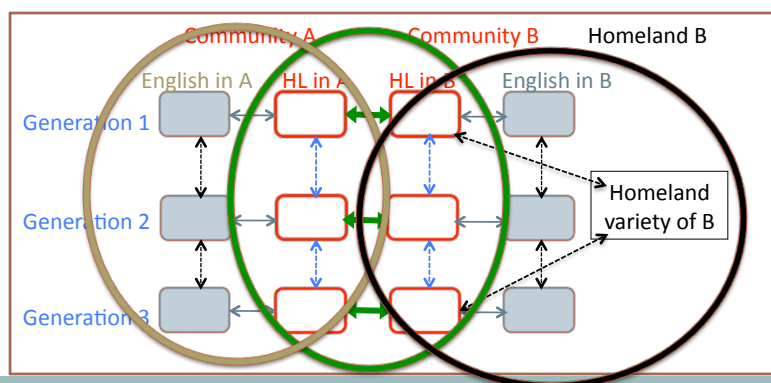 Community A
Community B
Homeland B
English in A
HL in A
HL in B
English in B
Generation 1
Generation 2
Homeland
variety of B
Generation 3